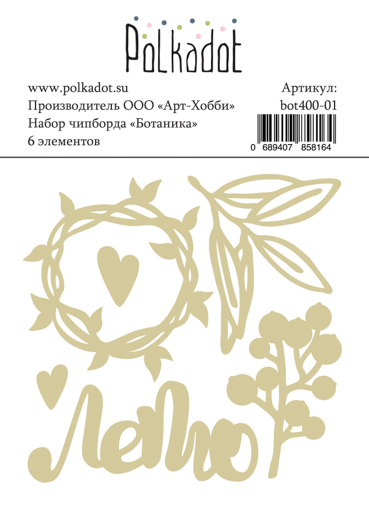 Polkadot
www.polkadot.su
Артикул:
Производитель ООО «Арт-Хобби»
bot400-01
Набор чипборда «Ботаника»
6 элементов
0 689407 858164
Лето